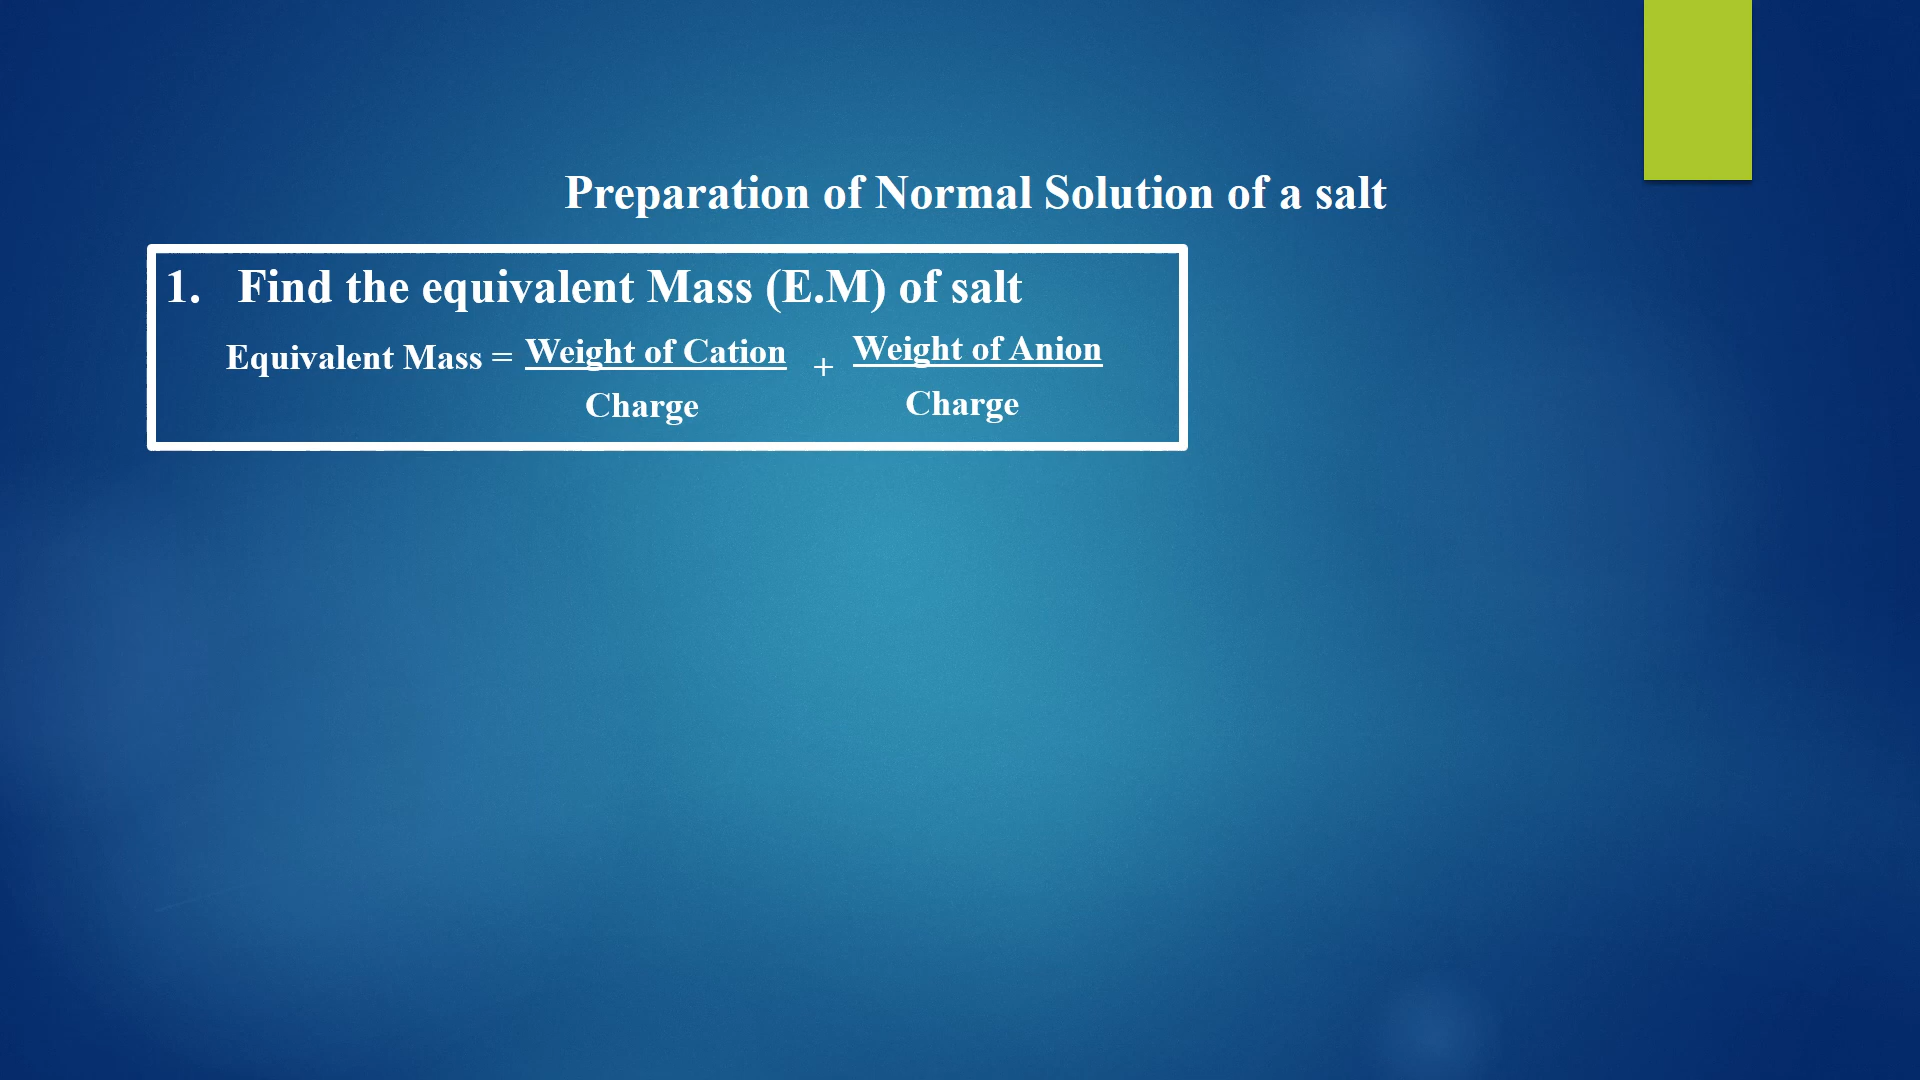 Preparation of Normal Solution of a salt
1. Find the equivalent Mass (E.M) of salt
Equivalent Mass = Weight of Cation + Weight of Anion
Charge Charge